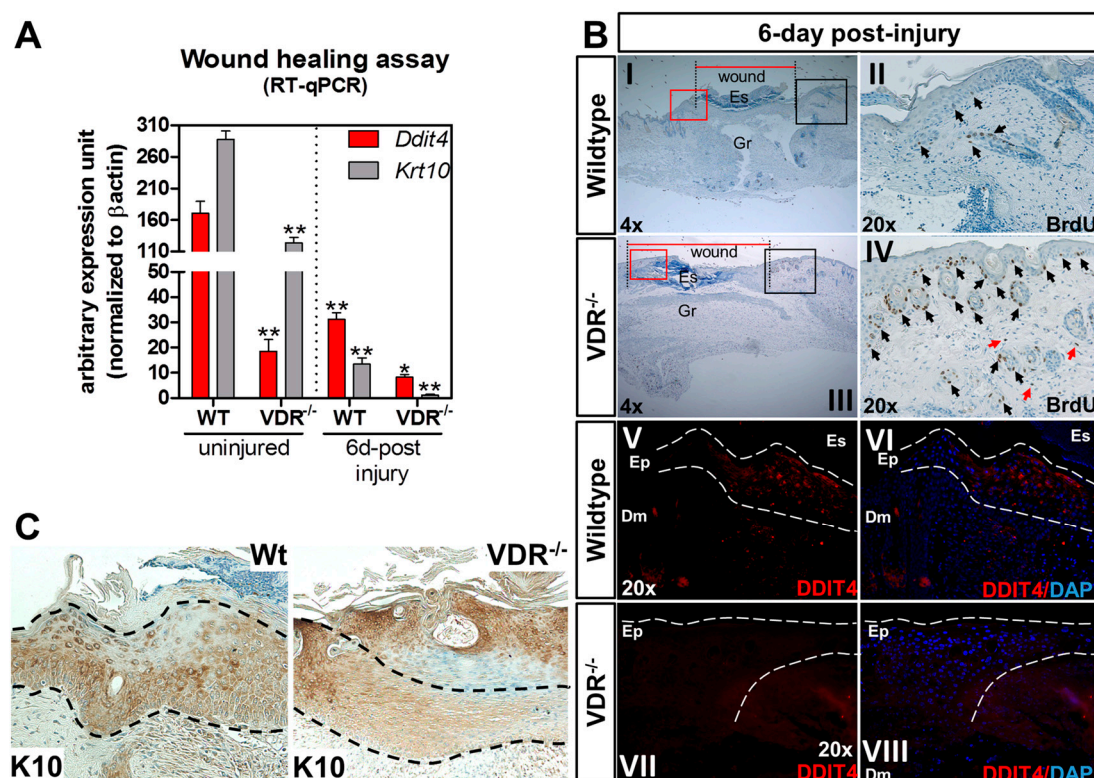 A
Wound healing assay
(RT-qPCR)
arbitrary expression unit
(normalized to βactin)
310
260
210
160
110
50
40
30
20
10
0
Ddit4
Krt10
**
**
**
**
*
**
WT
VDR-/-
WT
VDR-/-
uninjured
6d-post
injury
B
6-day post-injury
Wildtype
I
wound
Es
Gr
4x
II
20x
BrdU
VDR-/-
wound
Es
Gr
4x
III
IV
20x
BrdU
Wildtype
V
Es
Ep
Dm
20x
DDIT4
VI
Es
Ep
Dm
DDIT4/DAPI
VDR-/-
Ep
20x
VII
DDIT4
Ep
VIII
Dm
DDIT4/DAPI
C
Wt
K10
VDR-/-
K10